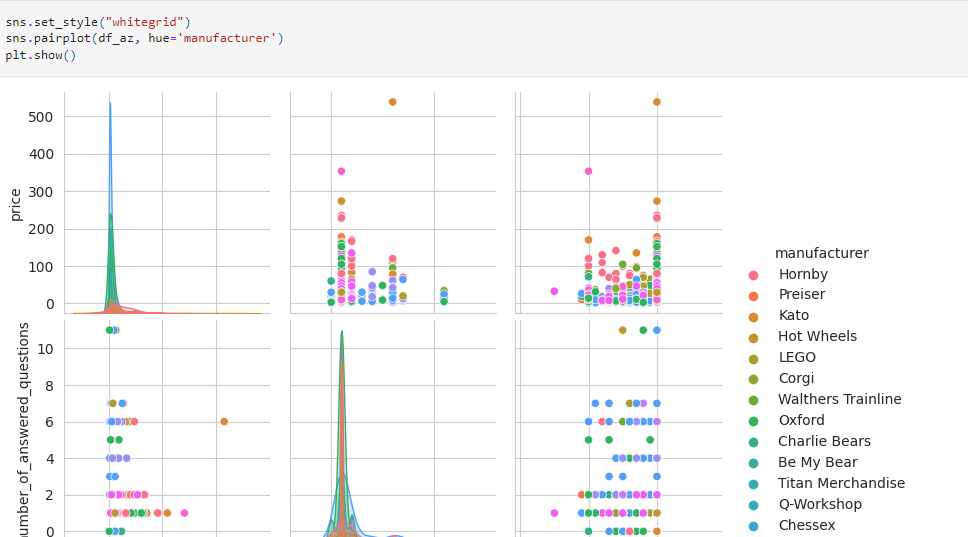 sns.set_style("whitegrid")
sns.pairplot(df_az, hue='manufacturer')
plt.show()
500
400
300
200
100
0
price
10
8
6
4
2
0
number_of_answered_questions
manufacturer
Hornby
Preiser
Kato
Hot Wheels
LEGO
Corgi
Walthers Trainline
Oxford
Charlie Bears
Be My Bear
Titan Merchandise
Q-Workshop
Chessex